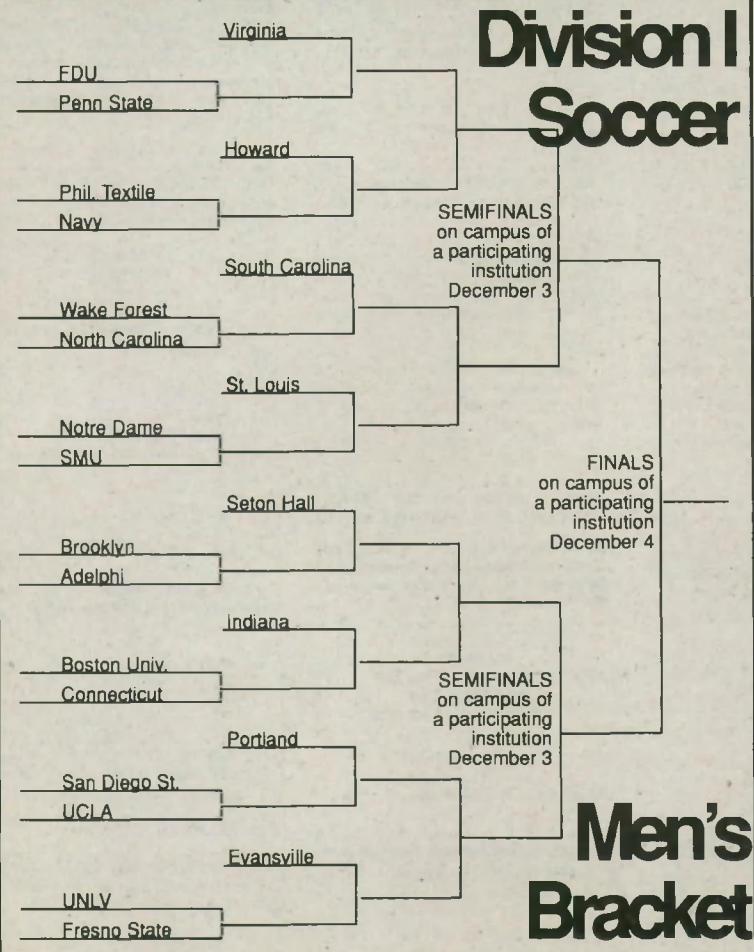 Division I
Soccer
Virginia
FDU
Penn State
Howard
Phil. Textile
Navy
SEMIFINALS
on campus of
a participating
institution
December 3
South Carolina
Wake Forest
North Carolina
St. Louis
Notre Dame
SMU
FINALS
on campus of
a participating
institution
December 4
Seton Hall
Brooklyn
Adelphi
Indiana
Boston Univ.
Connecticut
SEMIFINALS
on campus of
a participating
institution
December 3
Portland
San Diego St.
UCLA
Evansville
UNLV
Fresno State
Men's
Bracket